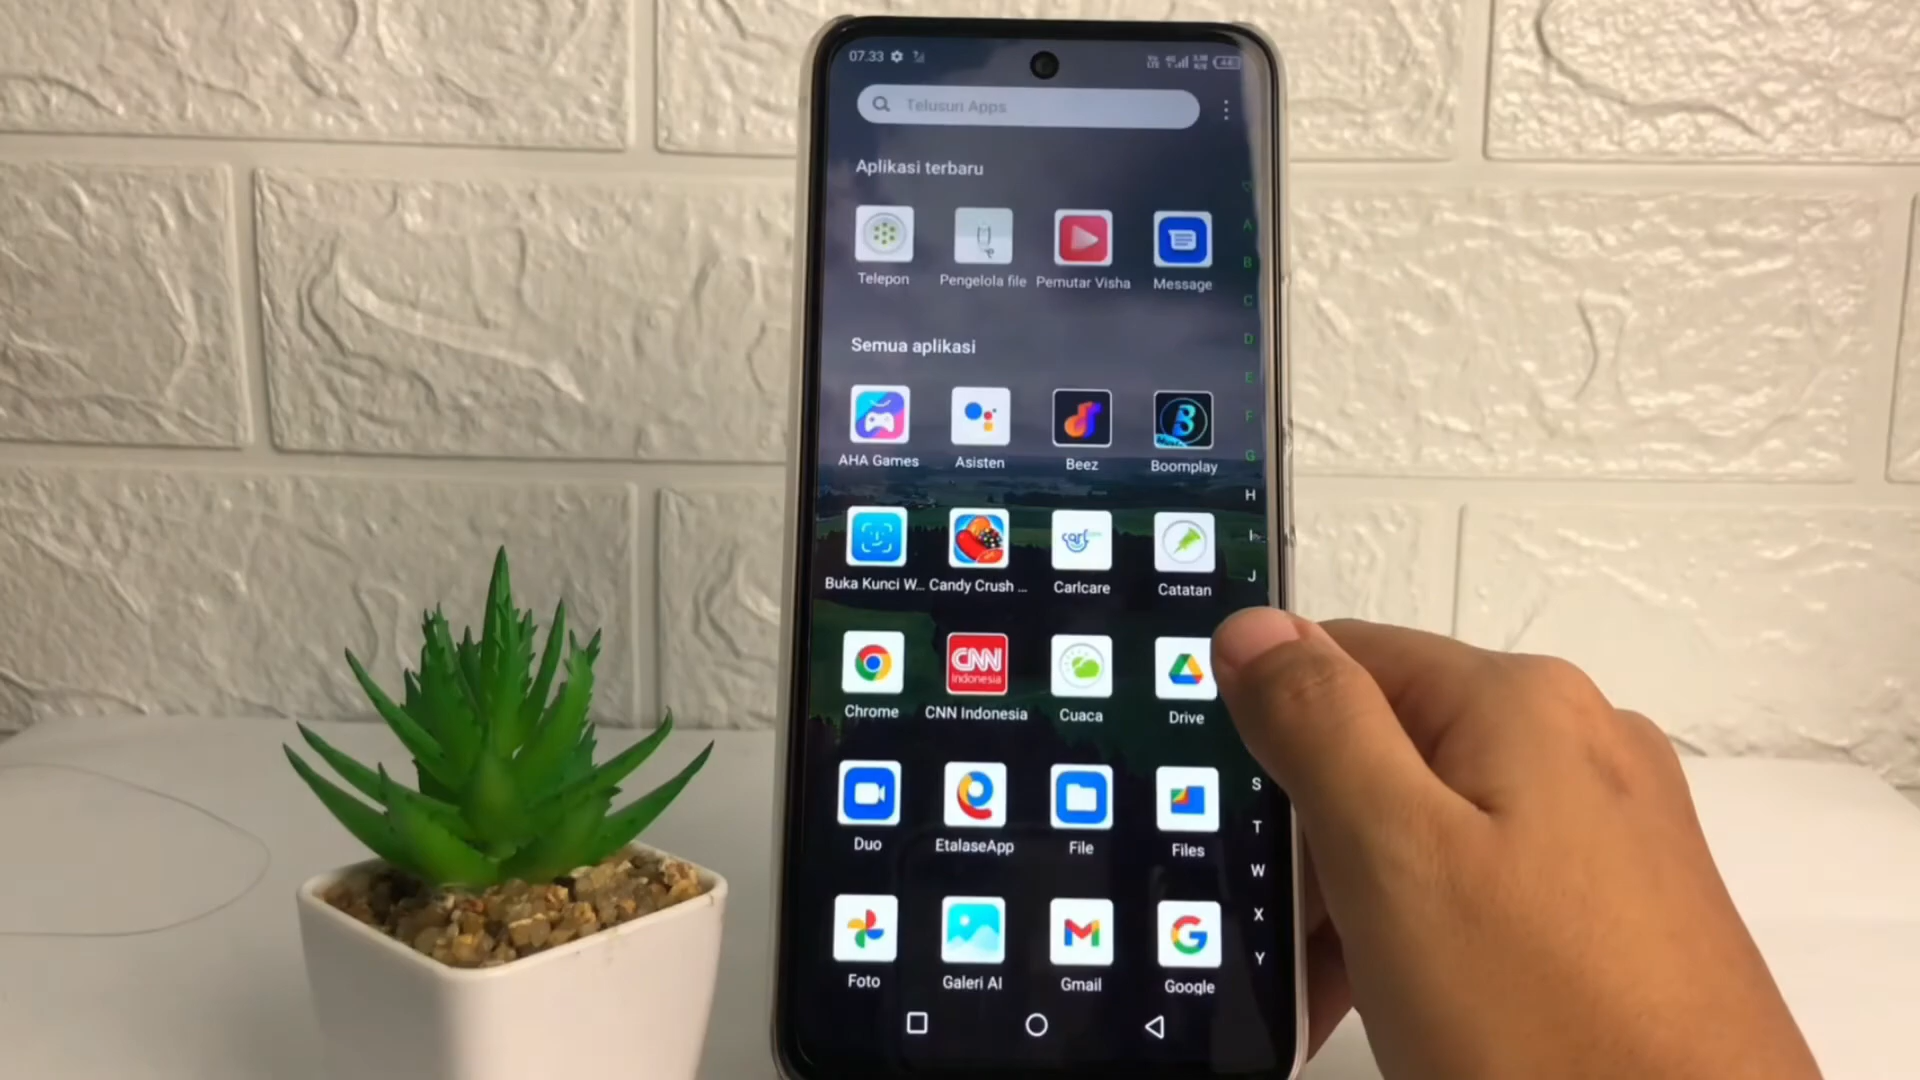 07.33
Telusuri Apps
Aplikasi terbaru
Telepon
Pengelola file
Pemutar Visha
Message
Semua aplikasi
AHA Games
Asisten
Beez
Boomplay
Buka Kunci W...
Candy Crush ...
Carlcare
Catatan
CNN Indonesia
Chrome
CNN Indonesia
Cuaca
Drive
Duo
EtalaseApp
File
Files
Foto
Galeri AI
Gmail
Google
A
B
C
D
E
F
G
H
I
J
S
T
W
X
Y